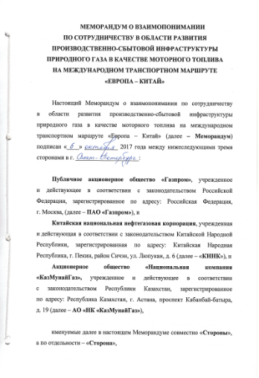 МЕМОРАНДУМ О ВЗАИМОПОНИМАНИИ
ПО СОТРУДНИЧЕСТВУ В ОБЛАСТИ РАЗВИТИЯ
ПРОИЗВОДСТВЕННО-СБЫТОВОЙ ИНФРАСТРУКТУРЫ
ПРИРОДНОГО ГАЗА В КАЧЕСТВЕ МОТОРНОГО ТОПЛИВА
НА МЕЖДУНАРОДНОМ ТРАНСПОРТНОМ МАРШРУТЕ
«ЕВРОПА – КИТАЙ»
Настоящий Меморандум о взаимопонимании по сотрудничеству
в области развития производственно-сбытовой инфраструктуры
природного газа в качестве моторного топлива на международном
транспортном маршруте «Европа – Китай» (далее – Меморандум)
подписан « » октября 2017 года между нижеследующими тремя
сторонами в г. Санкт-Петербург:
Публичное акционерное общество «Газпром», учрежденное
и действующее в соответствии с законодательством Российской
Федерации, зарегистрированное по адресу: Российская Федерация,
г. Москва, (далее – ПАО «Газпром»), и
Китайская национальная нефтегазовая корпорация, учрежденная
и действующая в соответствии с законодательством Китайской Народной
Республики, зарегистрированная по адресу: Китайская Народная
Республика, г. Пекин, район Сичэн, ул. д. 6 (далее – «КННК»), и
Акционерное общество «Национальная компания
«КазМунайГаз», учрежденное и действующее в соответствии
с законодательством Республики Казахстан, зарегистрированное
по адресу: Республика Казахстан, г. Астана, проспект Кабанбай-батыра,
д. 19 (далее – АО «НК «КазМунайГаз»),
именуемые далее в настоящем Меморандуме совместно «Стороны»,
а по отдельности – «Сторона»,